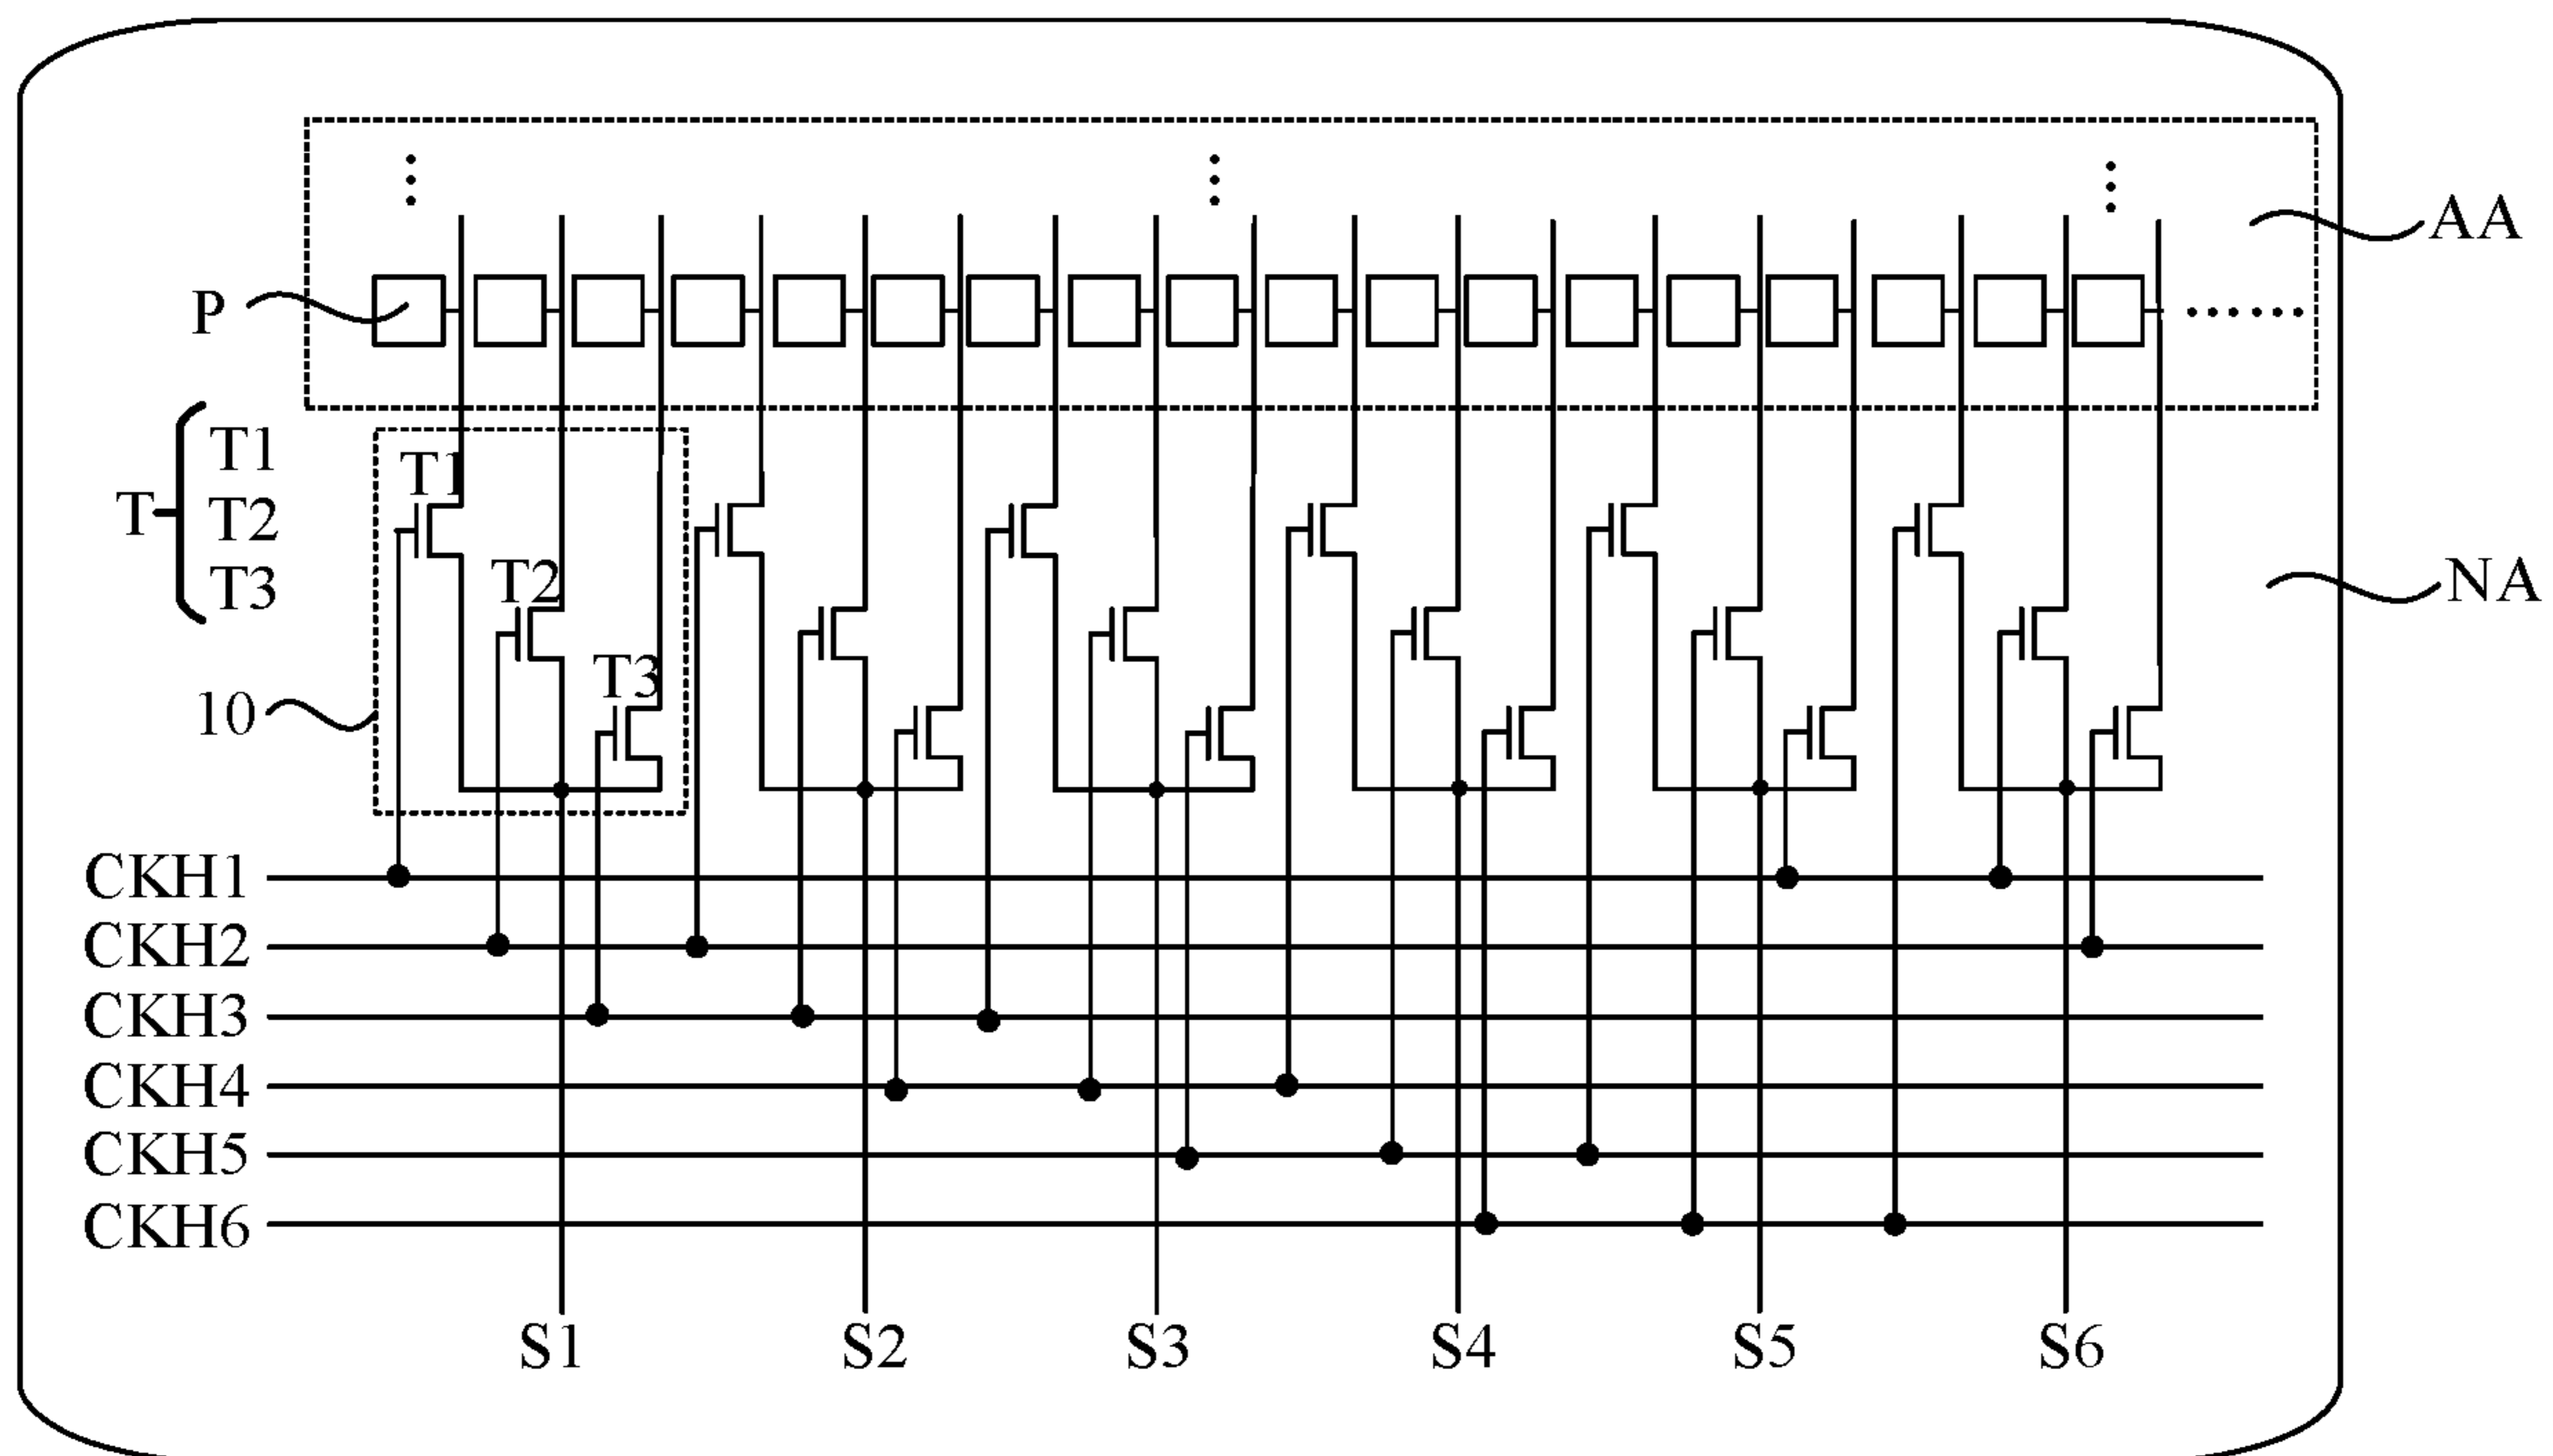 AA
P
T1
T2
T3
T
T1
T2
T3
NA
10
CKH1
CKH2
CKH3
CKH4
CKH5
CKH6
S1 S2 S3 S4 S5 S6